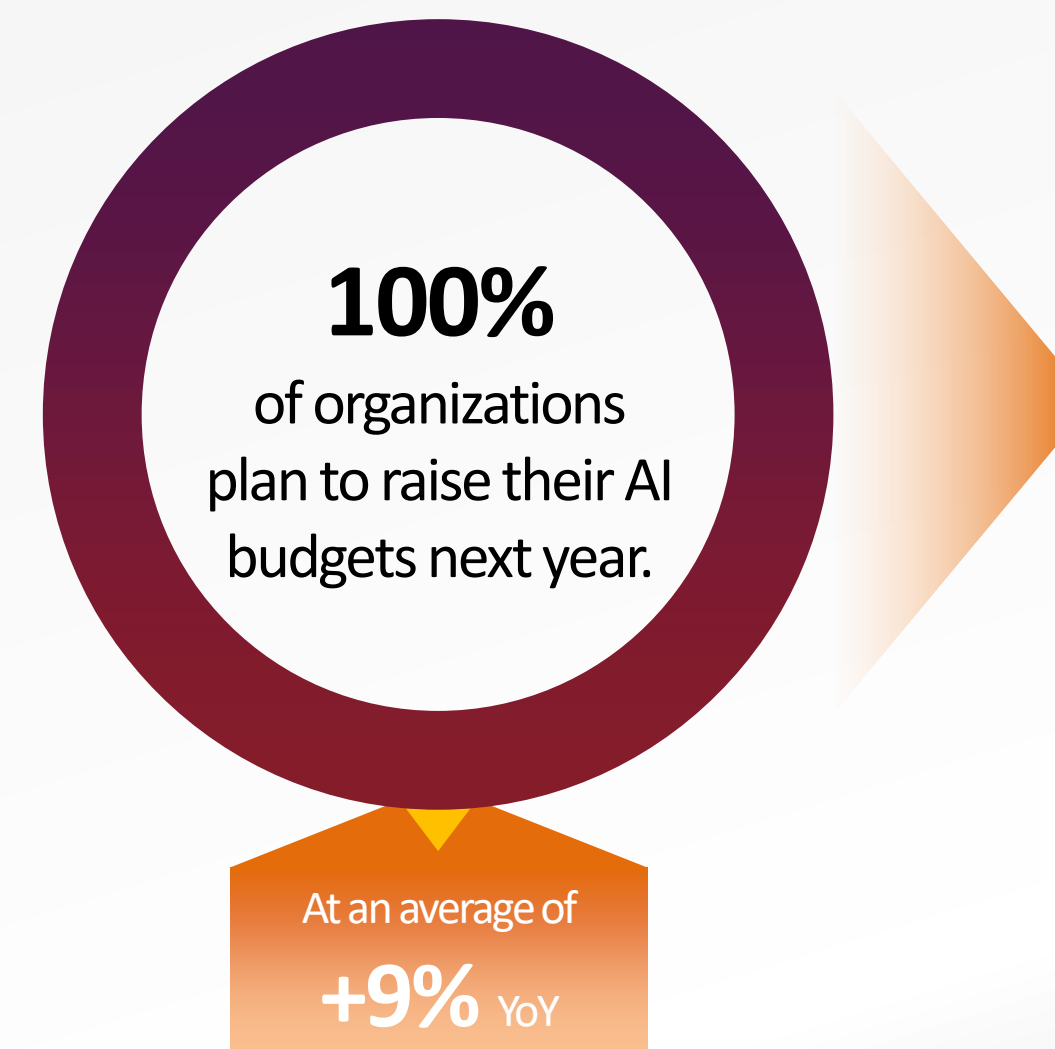 100%
of organizations
plan to raise their AI
budgets next year.
At an average of
+9% YoY